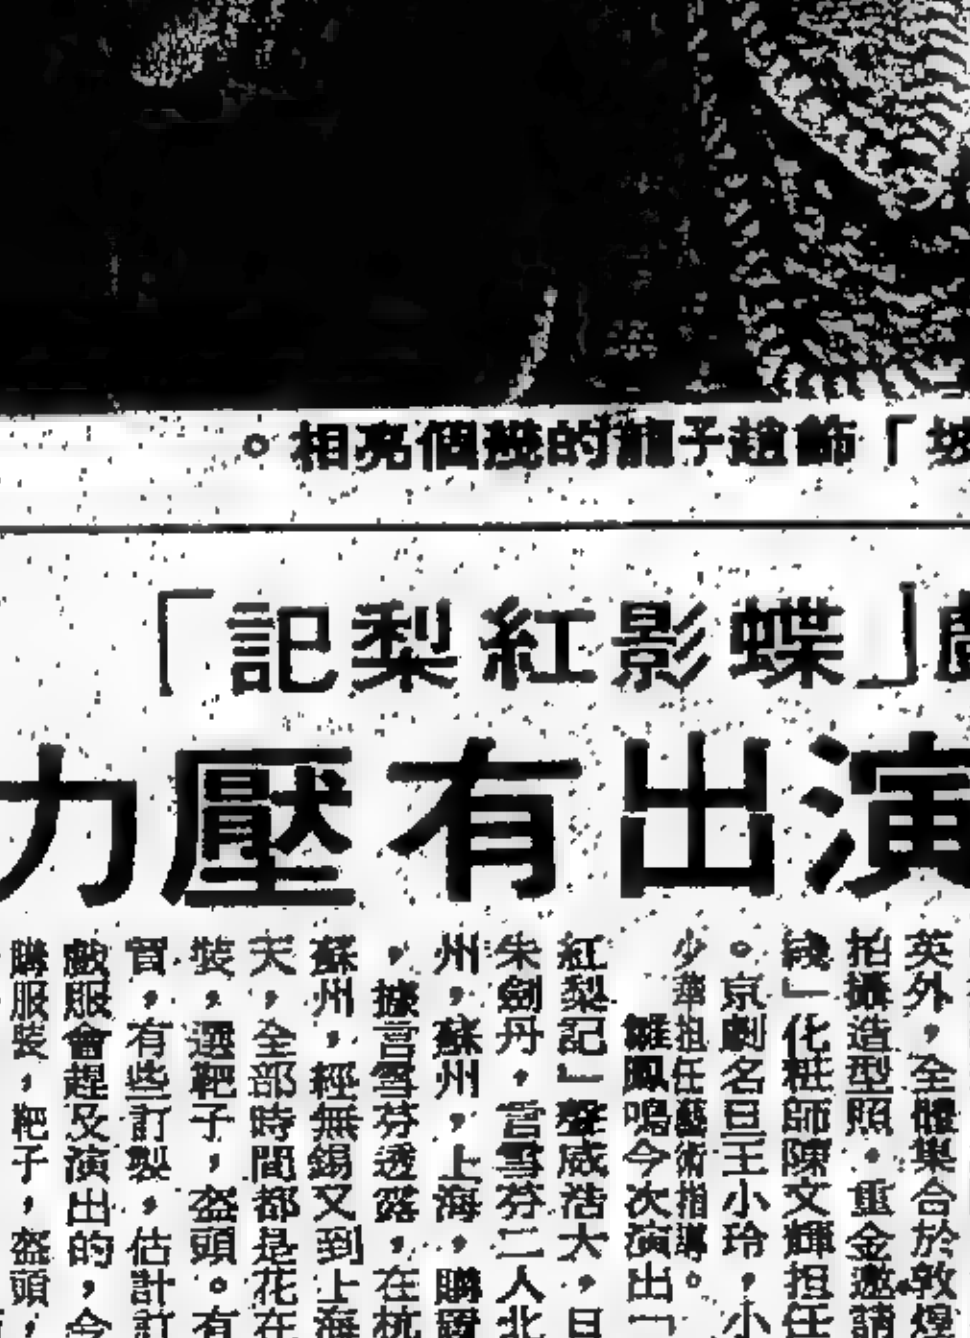 坡」飾趙子龍的幾個亮相。
「蝶影紅梨記」
演出有壓力
英外，全體集合於敦煌
拍攝造型照。重金邀請
綫」化粧師陳文輝担任
。京劇名旦王小玲，小
少華担任藝術指導。
雛鳳鳴今次演出「
紅梨記」聲威浩大，日
朱劍丹，言雪芬二人北
州，蘇州，上海，購買
，據言雪芬透露，在杭
蘇州，經無錫又到上海
天，全部時間都是花在
裝，選靶子，盔頭。有
買，有些訂製，估計訂
戲服會趕又演出的，今
購服裝，靶子，盔頭，